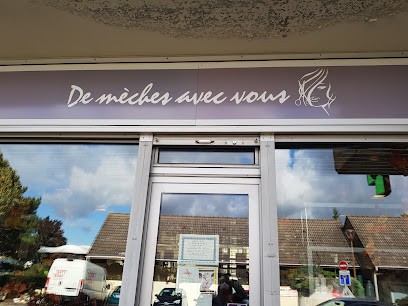 De mèches avec vous